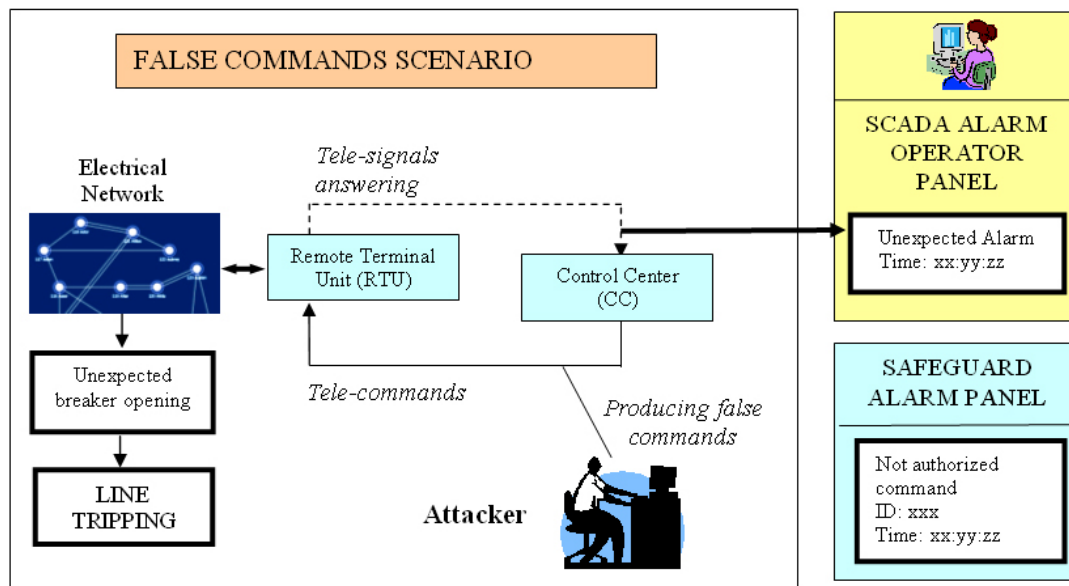 FALSE COMMANDS SCENARIO
Electrical
Network
Tele-signals
answering
Remote Terminal
Unit (RTU)
Control Center
(CC)
Unexpected
breaker opening
Tele-commands
Producing false
commands
LINE
TRIPPING
Attacker
SCADA ALARM
OPERATOR
PANEL
Unexpected Alarm
Time: xx:yy:zz
SAFEGUARD
ALARM PANEL
Not authorized
command
ID: xxx
Time: xx:yy:zz